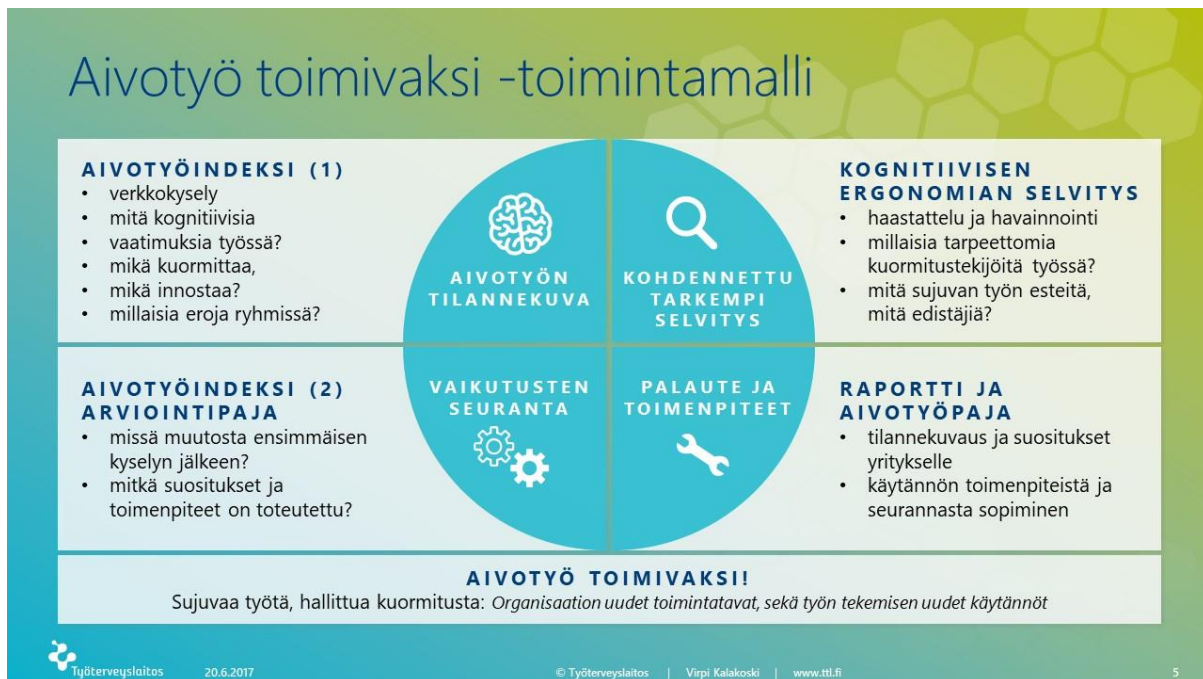 Aivotyö toimivaksi -toimintamalli
AIVOTYÖINDEKSI (1)
• verkkokysely
• mitä kognitiivisia
• vaatimuksia työssä?
• mikä kuormittaa,
• mikä innostaa?
• millaisia eroja ryhmissä?
AIVOTYÖN
TILANNEKUVA
KOHDENNETTU
TARKEMPI
SELVITYS
KOGNITIIVISEN
ERGONOMIAN SELVITYS
• haastattelu ja havainnointi
• millaisia tarpeettomia
kuormitustekijöitä työssä?
• mitä sujuvan työn esteitä,
mitä edistäjiä?
AIVOTYÖINDEKSI (2)
ARVIOINTIPAJA
• missä muutosta ensimmäisen
kyselyn jälkeen?
• mitkä suositukset ja
toimenpiteet on toteutettu?
VAIKUTUSTEN
SEURANTA
PALAUTE JA
TOIMENPITEET
RAPORTTI JA
AIVOTYÖPAJA
• tilannekuvaus ja suositukset
yritykselle
• käytännön toimenpiteistä ja
seurannasta sopiminen
AIVOTYÖ TOIMIVAKSI!
Sujuvaa työtä, hallittua kuormitusta: Organisaation uudet toimintatavat, sekä työn tekemisen uudet käytännöt
Työterveyslaitos 20.6.2017 © Työterveyslaitos | Virpi Kalakoski | www.ttl.fi 5